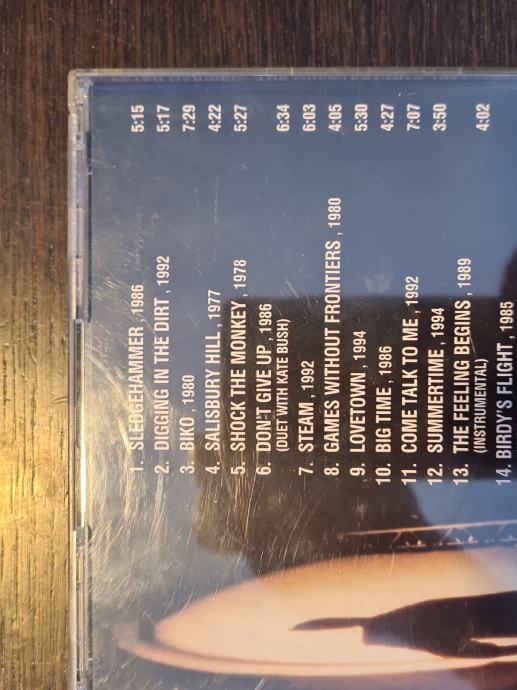 1. SLEDGEHAMMER , 1986 5:15
2. DIGGING IN THE DIRT , 1992 5:17
3. BIKO , 1980 7:29
4. SALISBURY HILL , 1977 4:22
5. SHOCK THE MONKEY , 1978 5:27
6. DON'T GIVE UP , 1986 6:34
(DUET WITH KATE BUSH)
7. STEAM , 1992 6:03
8. GAMES WITHOUT FRONTIERS , 1980 4:05
9. LOVETOWN , 1994 5:30
10. BIG TIME , 1986 4:27
11. COME TALK TO ME , 1992 7:07
12. SUMMERTIME , 1994 3:50
13. THE FEELING BEGINS , 1989 4:02
(INSTRUMENTAL)
14. BIRDY'S FLIGHT , 1985